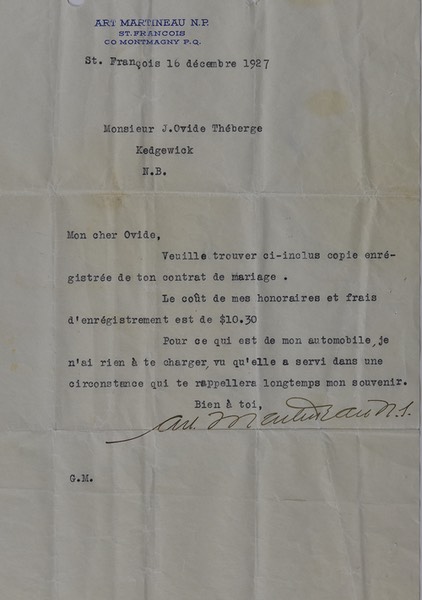 ART MARTINEAU N.P.
ST. FRANCOIS
CO MONTMAGNY P.Q.
St. François 16 décembre 1927
Monsieur J.Ovide Théberge
Kedgewick
N.B.
Mon cher Ovide,
Veuille trouver ci-inclus copie enré-
gistrée de ton contrat de mariage .
Le coût de mes honoraires et frais
d'enrégistrement est de $10.30
Pour ce qui est de mon automobile, je
n'ai rien à te charger, vu qu'elle a servi dans une
circonstance qui te rappellera longtemps mon souvenir.
Bien à toi,
Art. Martineau N.P.
G.M.